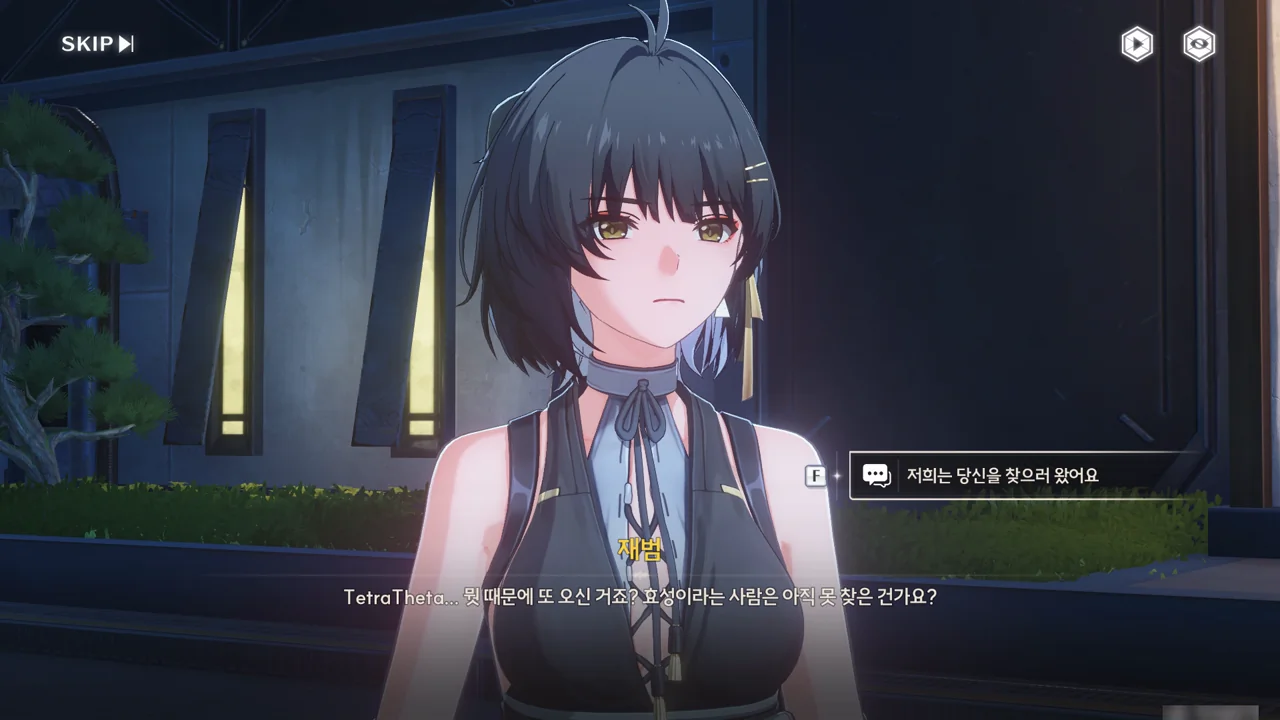 SKIP
F
저희는 당신을 찾으러 왔어요
재범
TetraTheta... 뭣 때문에 또 오신 거죠? 효성이라는 사람은 아직 못 찾은 건가요?